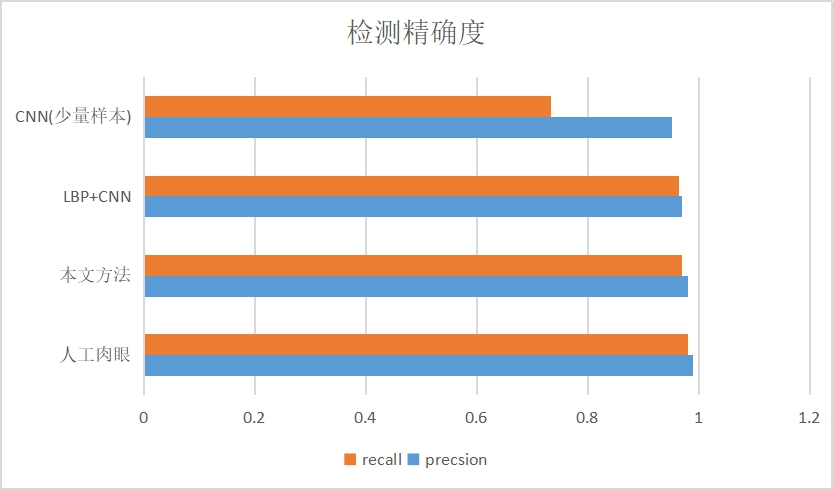 检测精确度
CNN(少量样本)
LBP+CNN
本文方法
人工肉眼
0 0.2 0.4 0.6 0.8 1 1.2
recall precsion